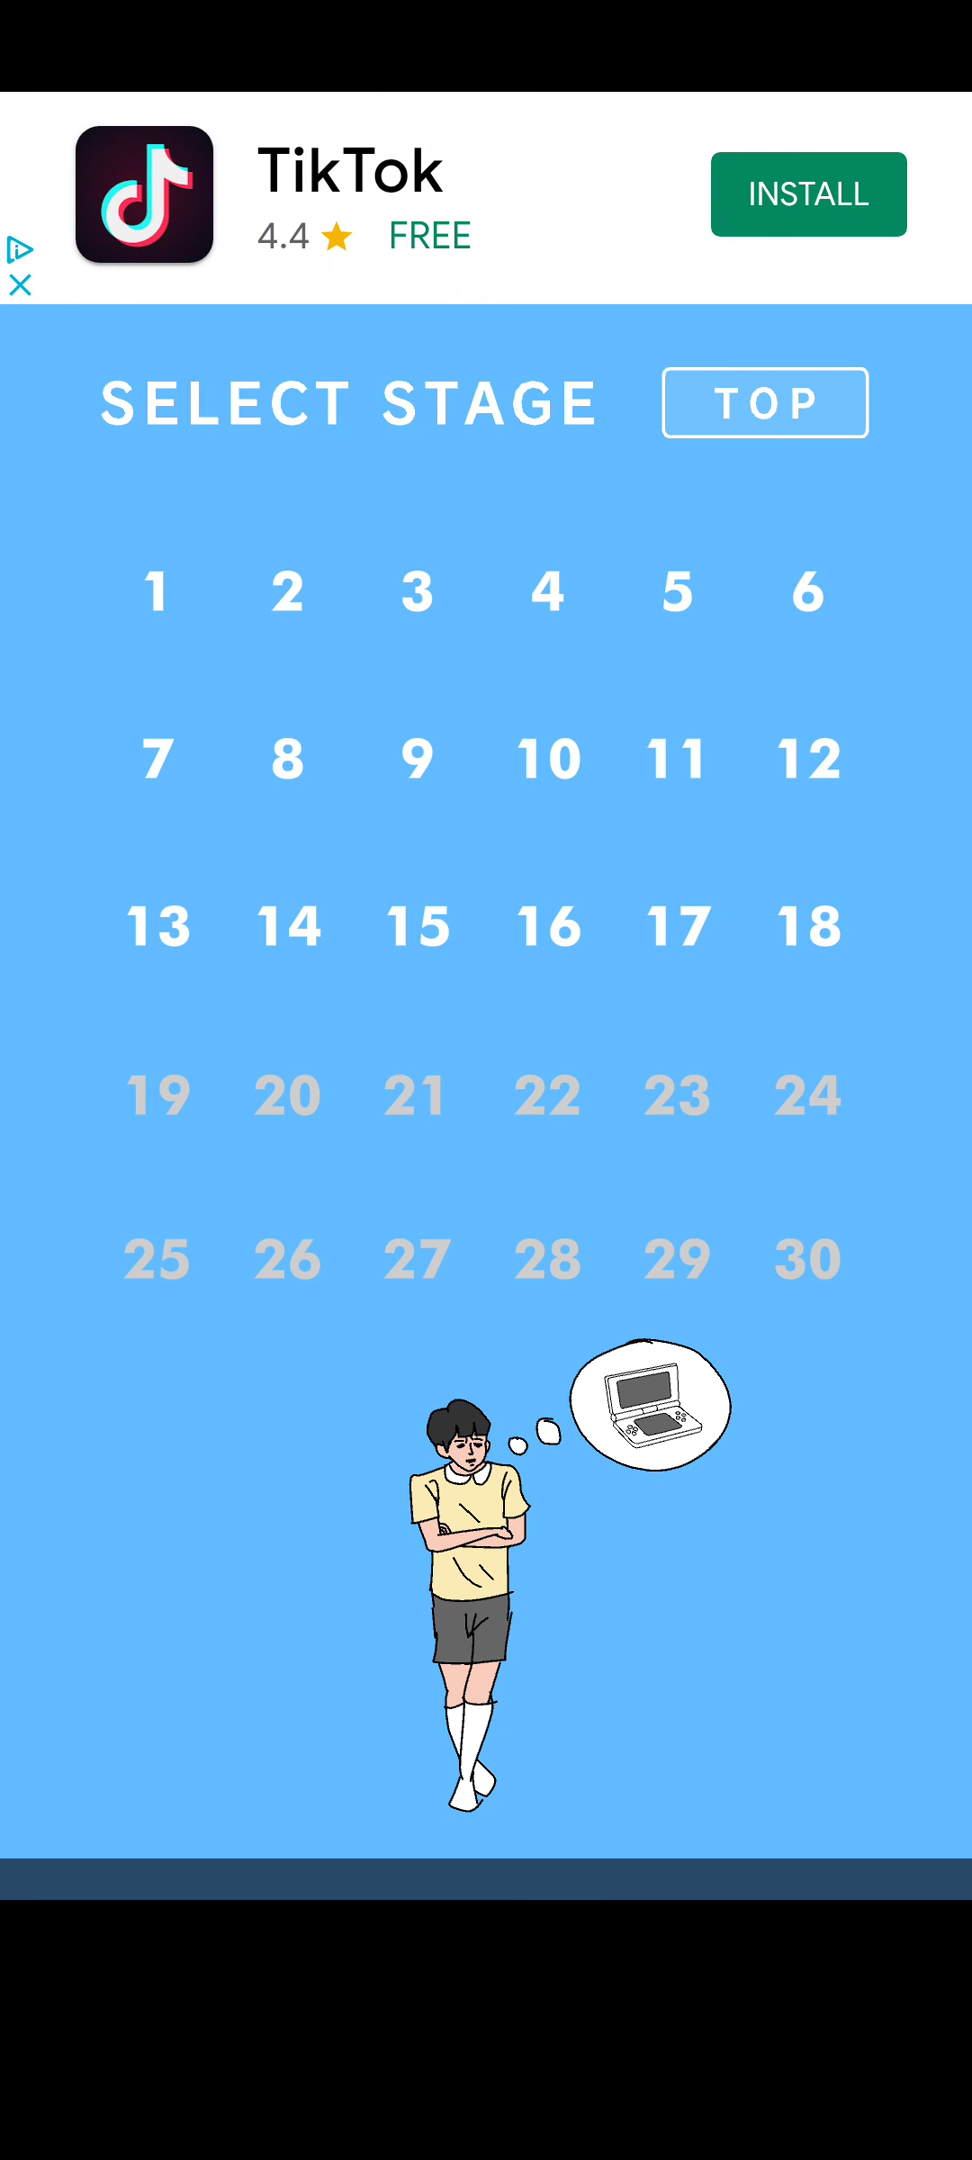 TikTok
4.4 FREE
INSTALL
SELECT STAGE TOP
1 2 3 4 5 6
7 8 9 10 11 12
13 14 15 16 17 18
19 20 21 22 23 24
25 26 27 28 29 30